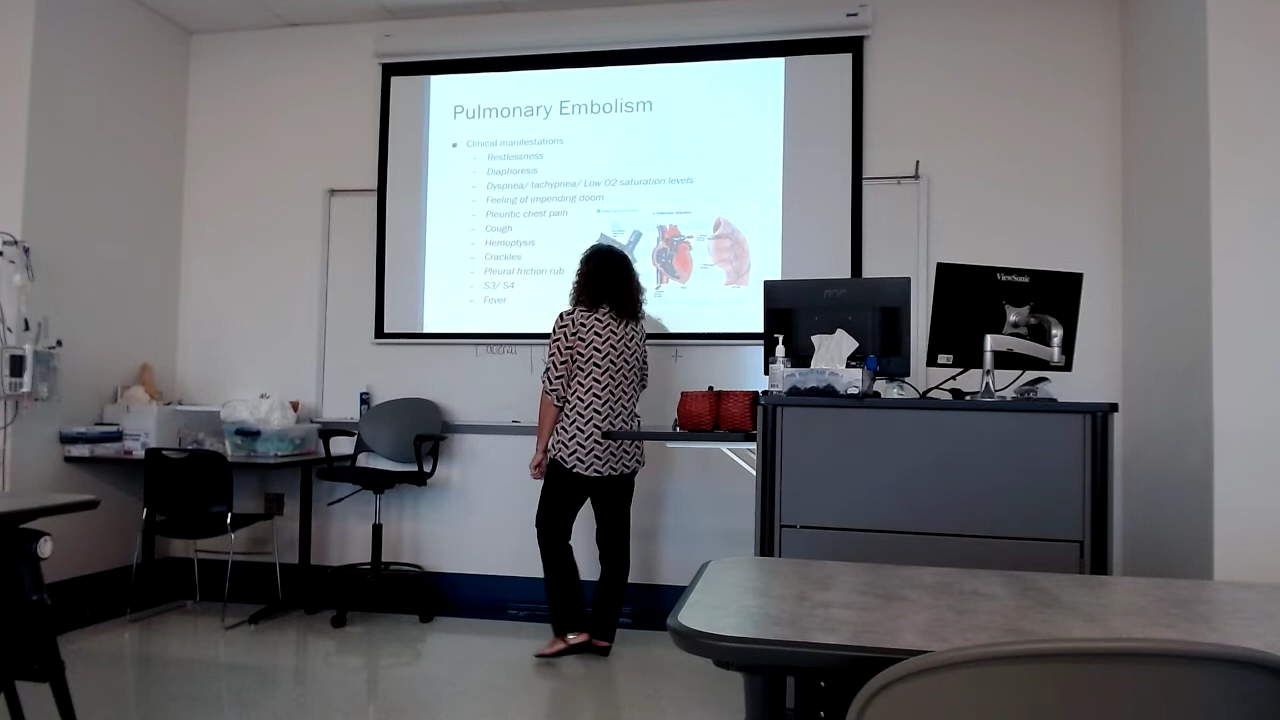 Pulmonary Embolism
■ Clinical manifestations
– Restlessness
– Diaphoresis
– Dyspnea/ tachypnea/ Low O2 saturation levels
– Feeling of impending doom
– Pleuritic chest pain
– Cough
– Hemoptysis
– Crackles
– Pleural friction rub
– S3/ S4
– Fever
ViewSonic